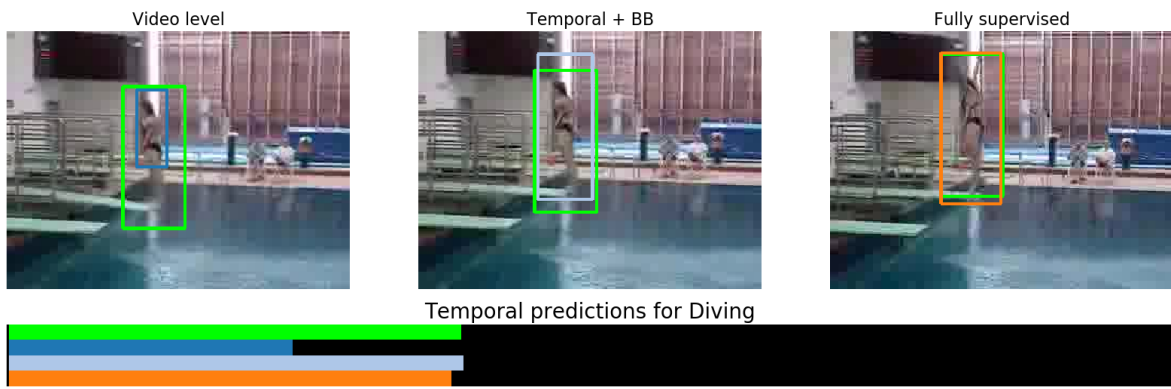 Video level
Temporal + BB
Fully supervised
Temporal predictions for Diving